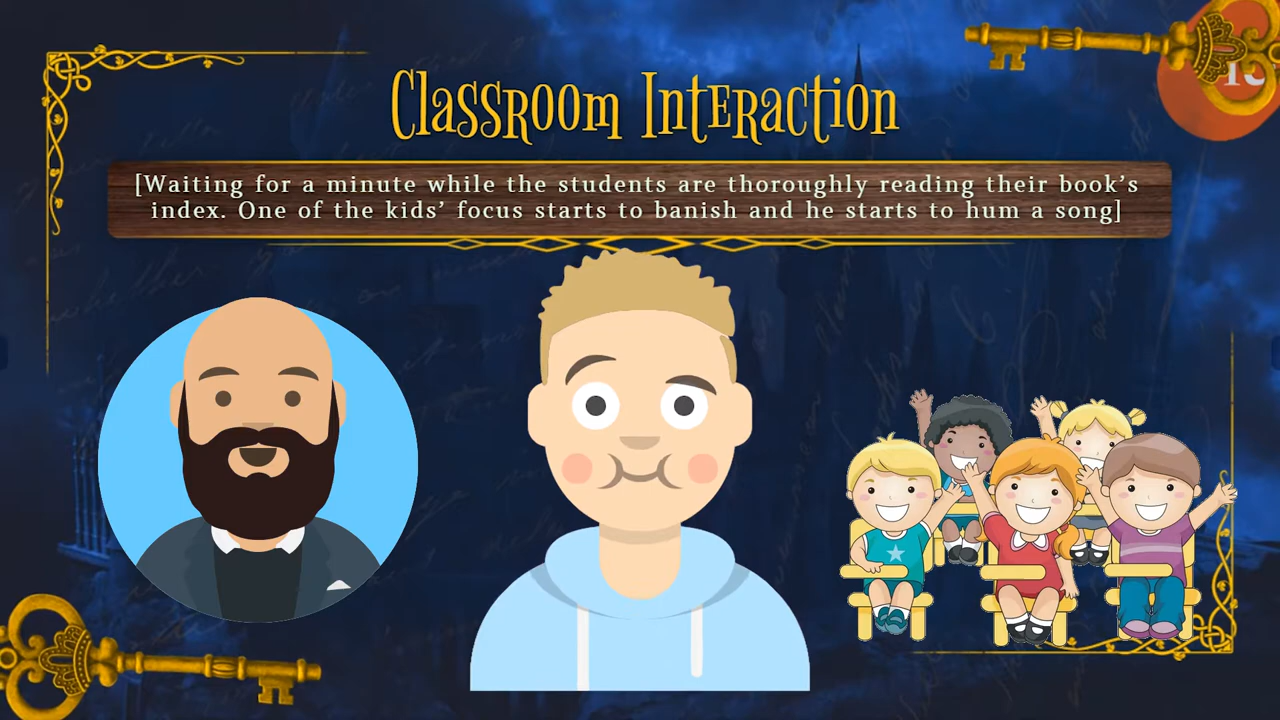 Classroom Interaction
[Waiting for a minute while the students are thoroughly reading their book’s
index. One of the kids’ focus starts to banish and he starts to hum a song]